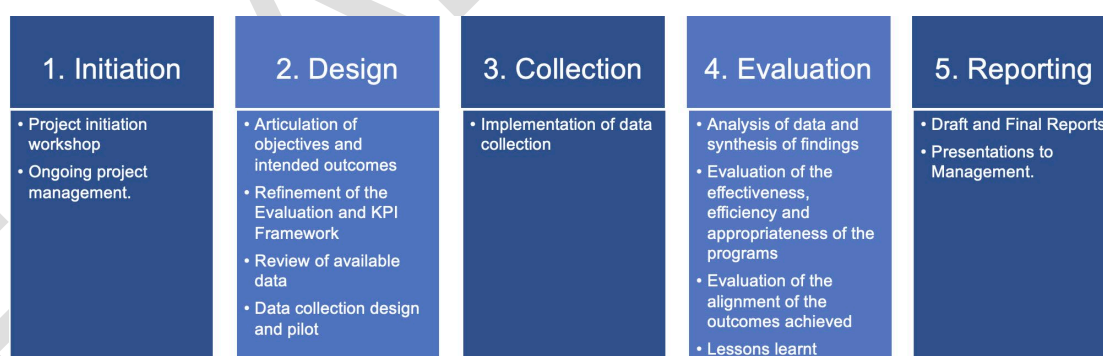 1. Initiation
• Project initiation
workshop
• Ongoing project
management.
2. Design
• Articulation of
objectives and
intended outcomes
• Refinement of the
Evaluation and KPI
Framework
• Review of available
data
• Data collection design
and pilot
3. Collection
• Implementation of data
collection
4. Evaluation
• Analysis of data and
synthesis of findings
• Evaluation of the
effectiveness,
efficiency and
appropriateness of the
programs
• Evaluation of the
alignment of the
outcomes achieved
• Lessons learnt
5. Reporting
• Draft and Final Reports
• Presentations to
Management.